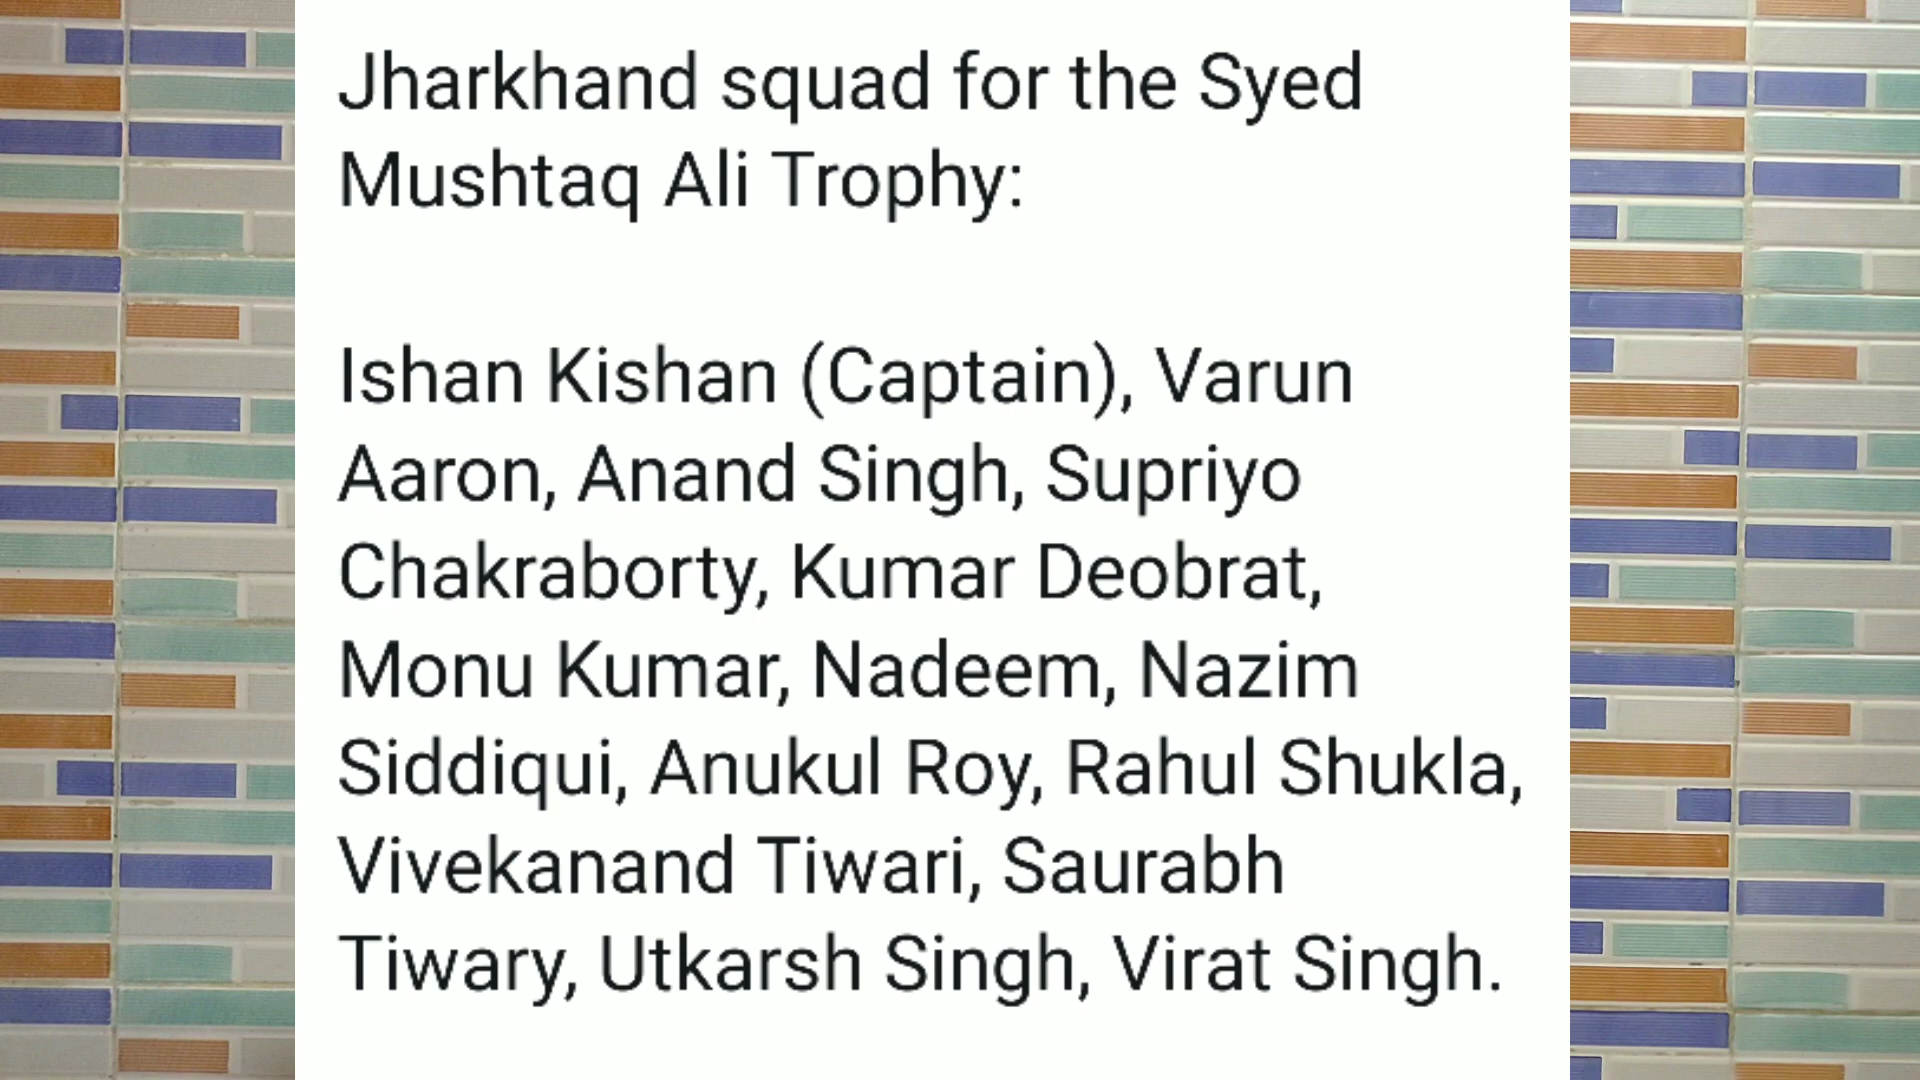 Jharkhand squad for the Syed
Mushtaq Ali Trophy:
Ishan Kishan (Captain), Varun
Aaron, Anand Singh, Supriyo
Chakraborty, Kumar Deobrat,
Monu Kumar, Nadeem, Nazim
Siddiqui, Anukul Roy, Rahul Shukla,
Vivekanand Tiwari, Saurabh
Tiwary, Utkarsh Singh, Virat Singh.